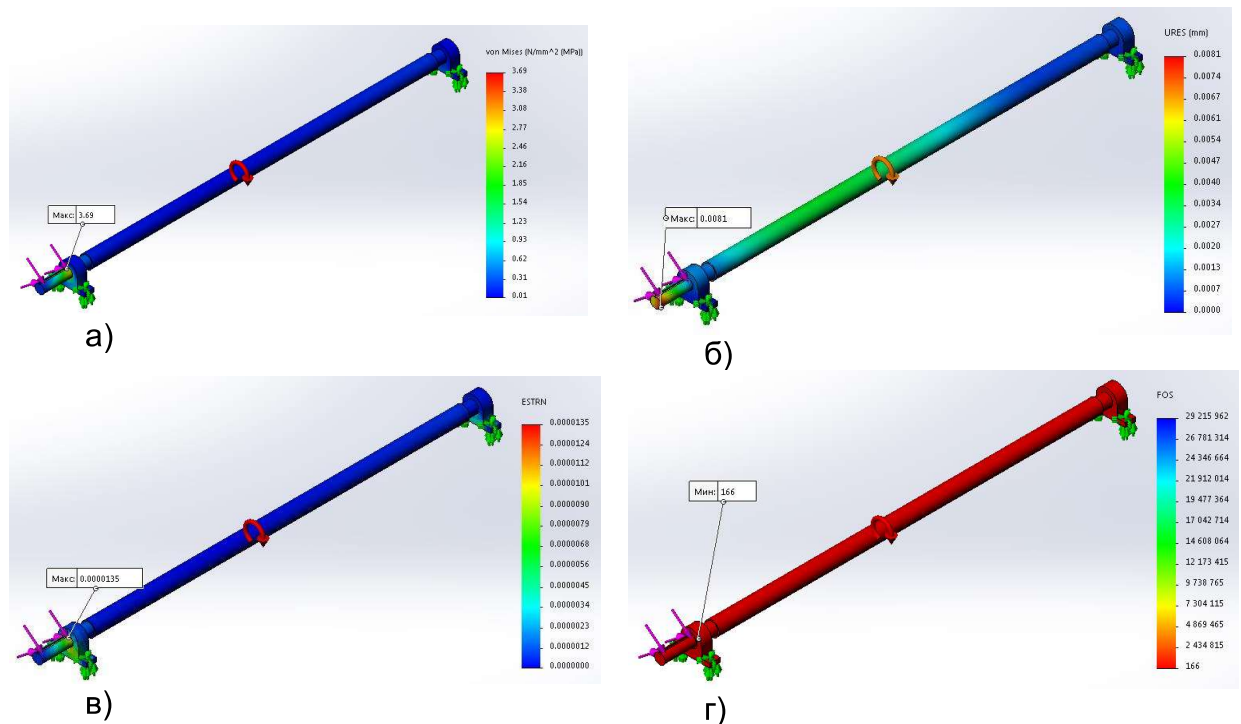 von Mises (N/mm^2 (MPa))
3.69
3.38
3.08
2.77
2.46
2.16
1.85
1.54
1.23
0.93
0.62
0.31
0.01
Макс: 3.69
а)
URES (mm)
0.0081
0.0074
0.0067
0.0061
0.0054
0.0047
0.0040
0.0034
0.0027
0.0020
0.0013
0.0007
0.0000
Макс: 0.0081
б)
ESTRN
0.0000135
0.0000124
0.0000112
0.0000101
0.0000090
0.0000079
0.0000068
0.0000056
0.0000045
0.0000034
0.0000023
0.0000012
0.0000000
Макс: 0.0000135
в)
FOS
29 215 962
26 781 314
24 346 664
21 912 014
19 477 364
17 042 714
14 608 064
12 173 415
9 738 765
7 304 115
4 869 465
2 434 815
166
Мин: 166
г)